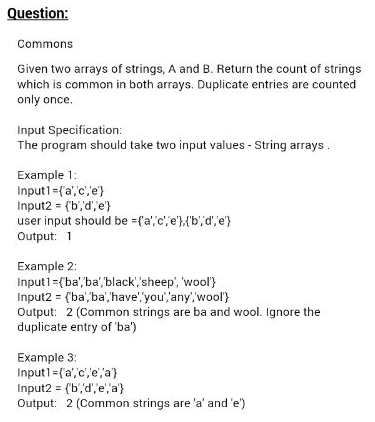 Question:
Commons
Given two arrays of strings, A and B. Return the count of strings
which is common in both arrays. Duplicate entries are counted
only once.
Input Specification:
The program should take two input values - String arrays .
Example 1:
Input1={'a','c','e'}
Input2 = {'b','d','e'}
user input should be ={'a','c','e'},{'b','d','e'}
Output: 1
Example 2:
Input1={'ba','ba','black','sheep', 'wool'}
Input2 = {'ba','ba','have','you','any','wool'}
Output: 2 (Common strings are ba and wool. Ignore the
duplicate entry of 'ba')
Example 3:
Input1={'a','c','e','a'}
Input2 = {'b','d','e','a'}
Output: 2 (Common strings are 'a' and 'e')